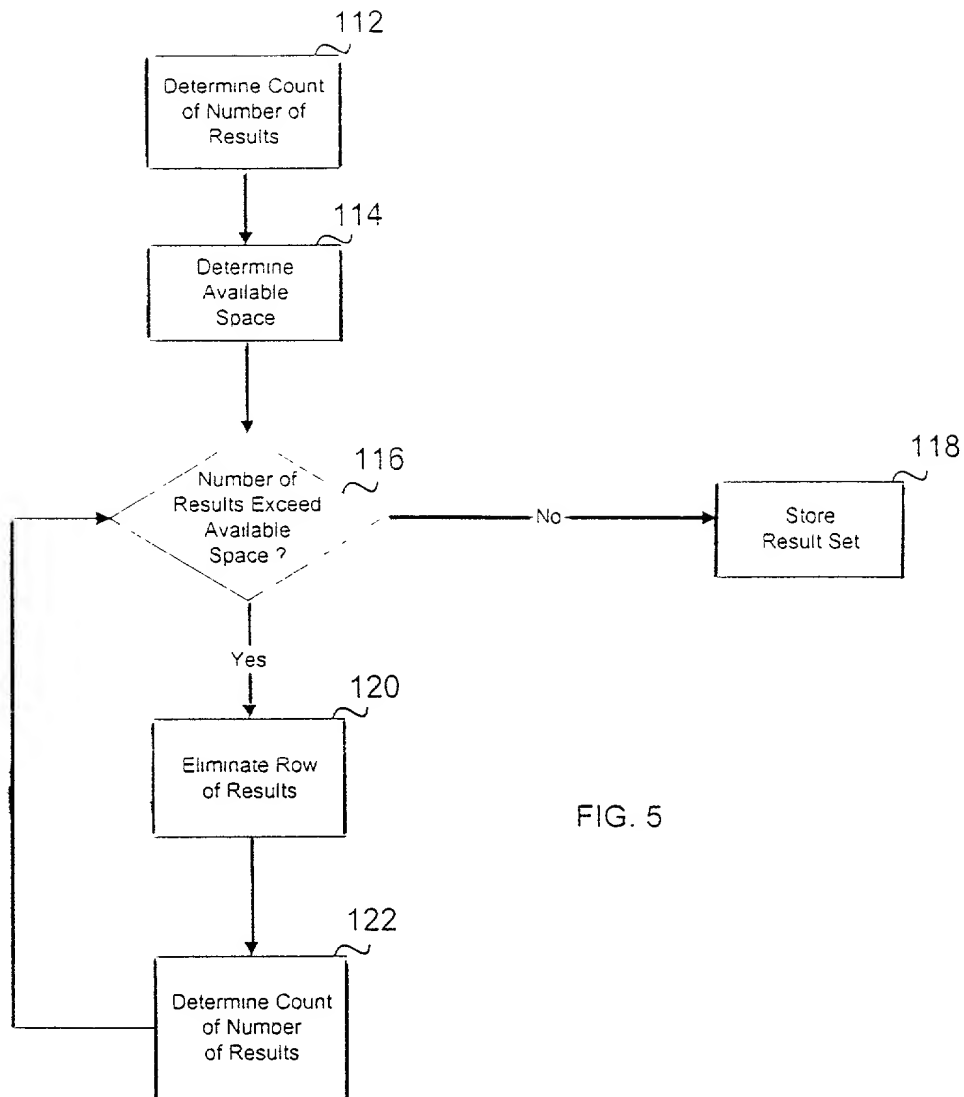 112
Determine Count
of Number of
Results
114
Determine
Available
Space
116
Number of
Results Exceed
Available
Space ?
No
118
Store
Result Set
Yes
120
Eliminate Row
of Results
FIG. 5
122
Determine Count
of Number
of Results